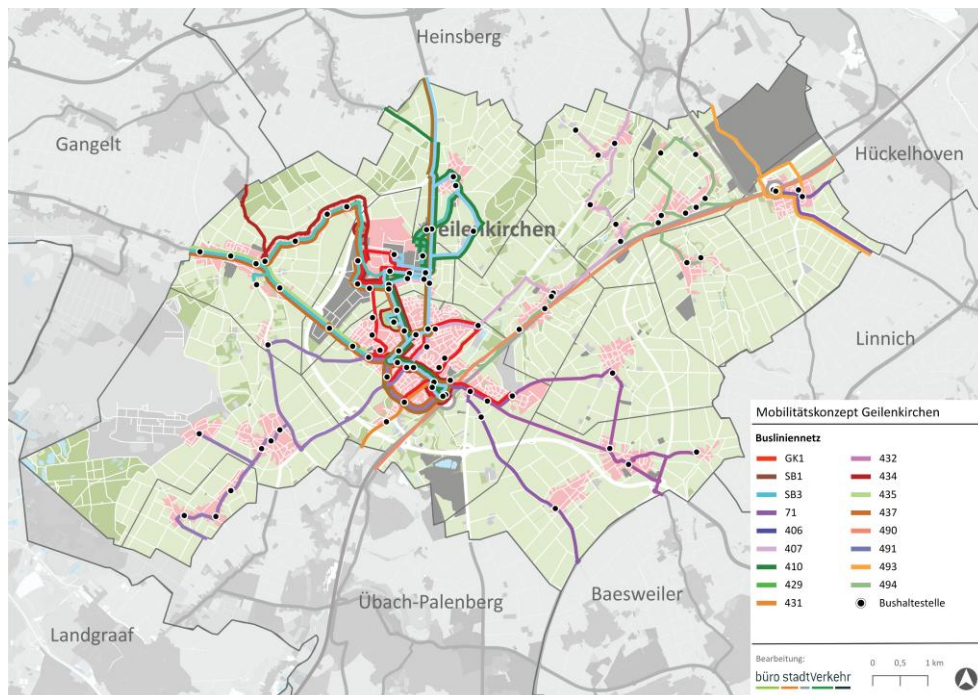 Heinsberg
Gangelt
Hückelhoven
eilenkirchen
Linnich
Übach-Palenberg
Baesweiler
Landgraaf
Mobilitätskonzept Geilenkirchen
Busliniennetz
GK1
SB1
SB3
71
406
407
410
429
431
432
434
435
437
490
491
493
494
Bushaltestelle
Bearbeitung:
büro stadtVerkehr
0 0,5 1 km